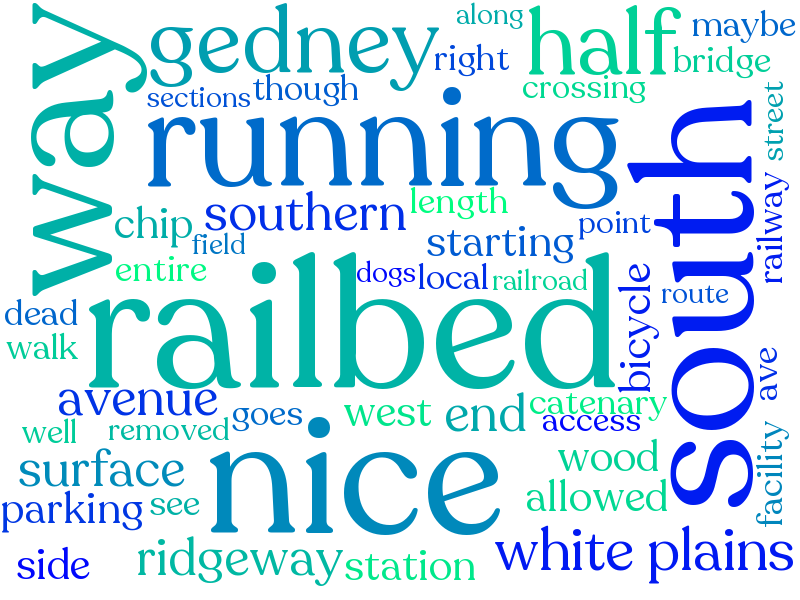 way
gedney
along
half
maybe
right
bridge
sections
though
crossing
running
south
street
chip
southern
length
railway
field
starting
point
entire
dogs
local
railroad
bicycle
route
dead
railbed
walk
avenue
goes
west
end
catenary
ave
well
removed
access
surface
nice
wood
facility
parking
see
allowed
side
ridgeway
station
white plains